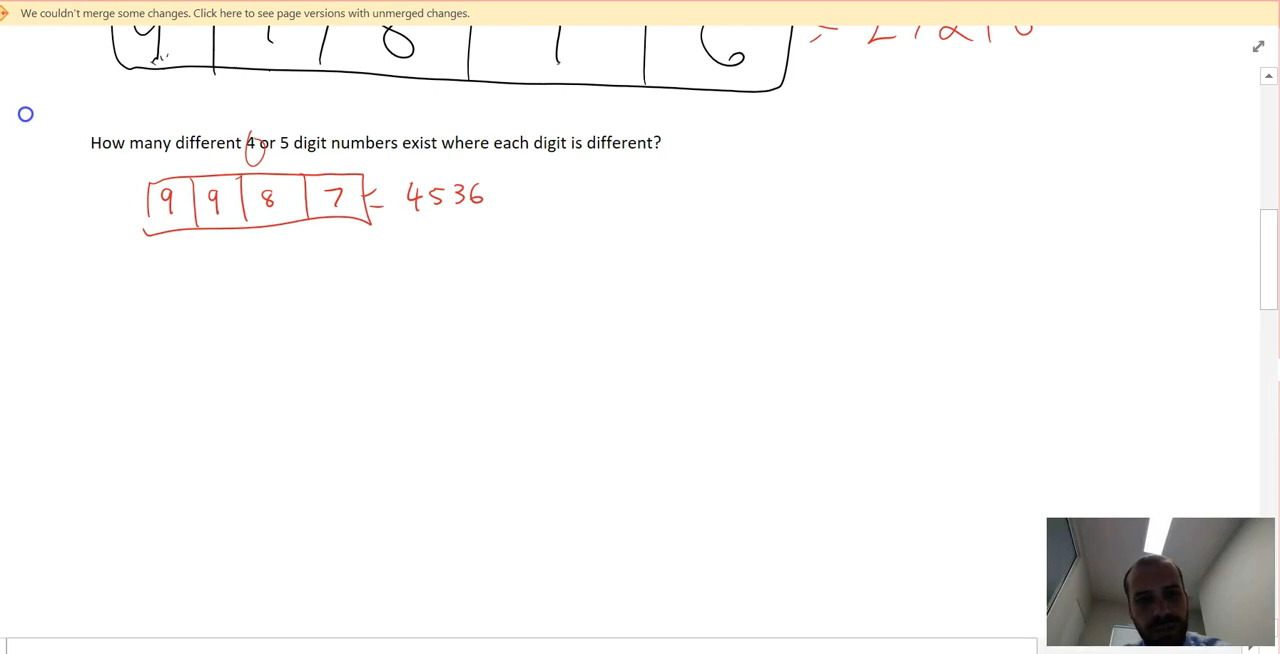 We couldn't merge some changes. Click here to see page versions with unmerged changes.
How many different 4 or 5 digit numbers exist where each digit is different?
9 9 8 7 = 4536